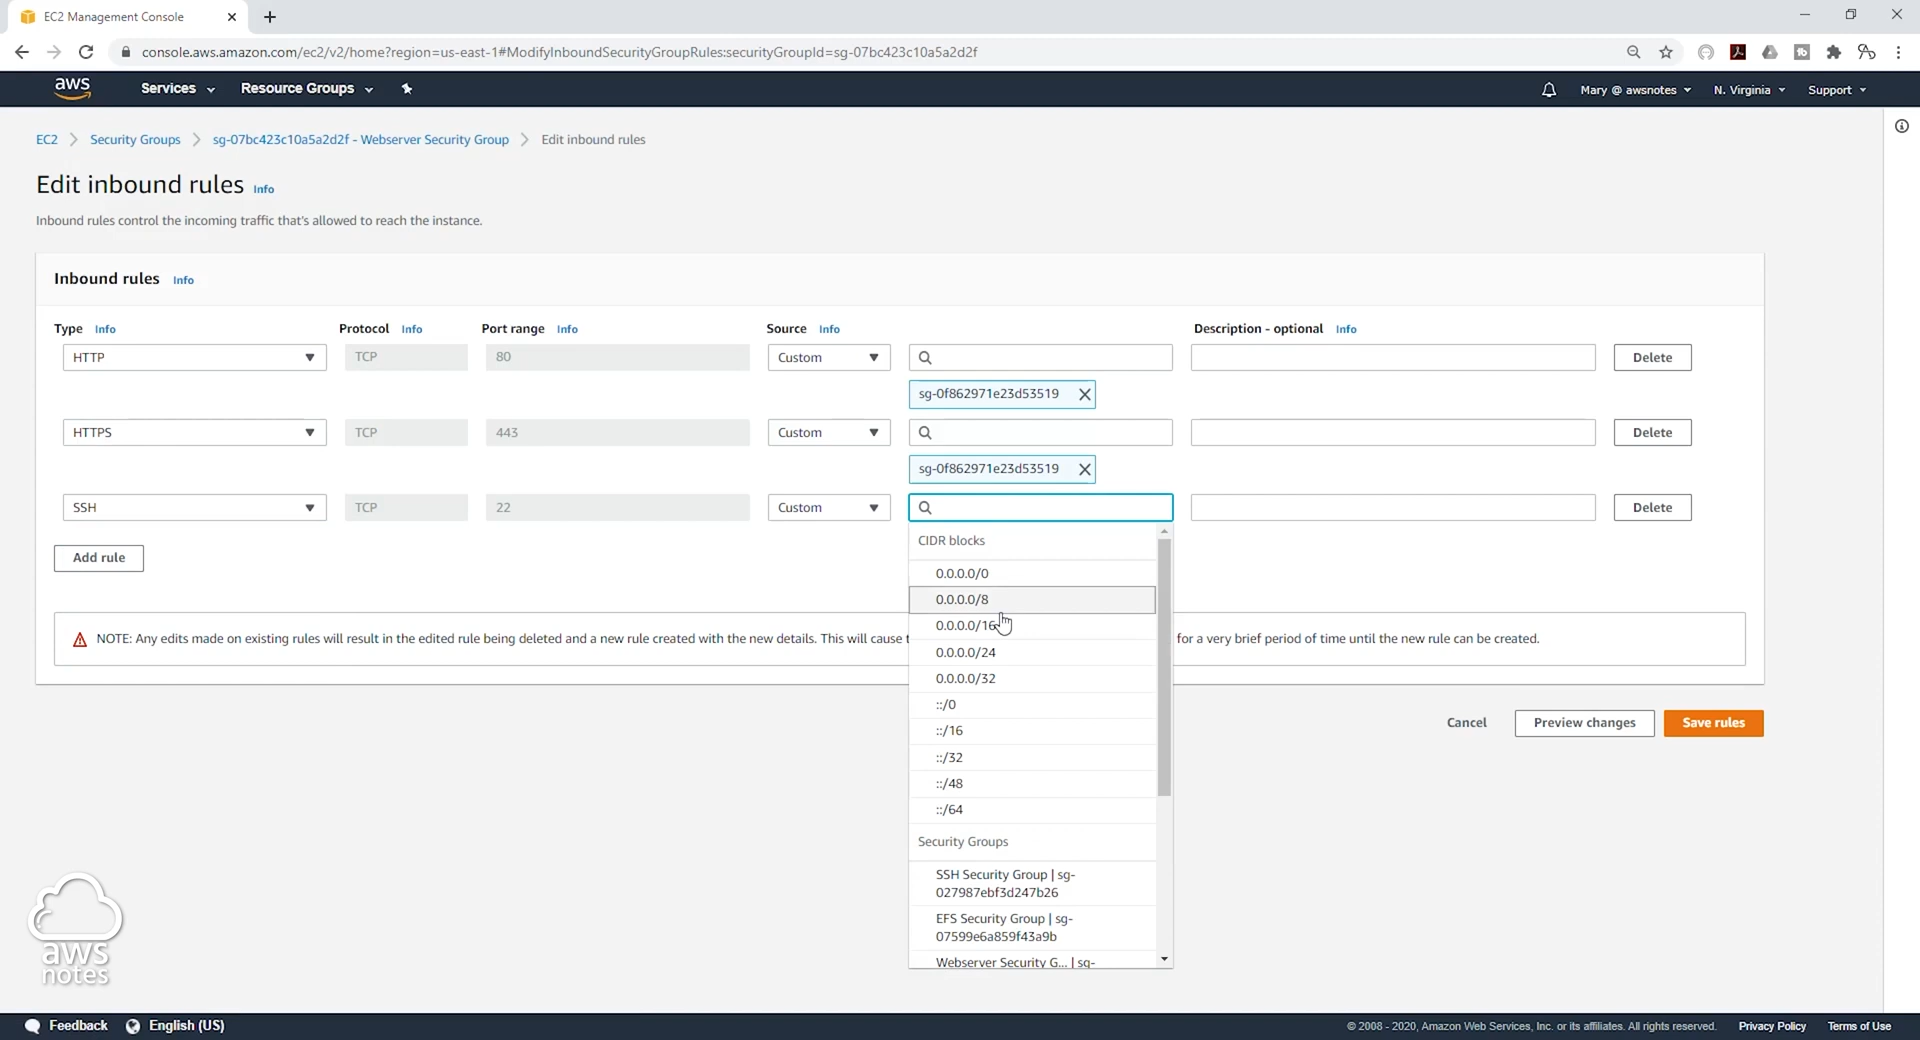 EC2 Management Console
console.aws.amazon.com/ec2/v2/home?region=us-east-1#ModifyInboundSecurityGroupRules:securityGroupId=sg-07bc423c10a5a2d2f
aws Services Resource Groups Mary @ awsnotes N. Virginia Support
EC2 Security Groups sg-07bc423c10a5a2d2f - Webserver Security Group Edit inbound rules
Edit inbound rules Info
Inbound rules control the incoming traffic that's allowed to reach the instance.
Inbound rules Info
Type Info Protocol Info Port range Info Source Info Description - optional Info
HTTP TCP 80 Custom Delete
sg-0f862971e23d53519
HTTPS TCP 443 Custom Delete
sg-0f862971e23d53519
SSH TCP 22 Custom Delete
Add rule
CIDR blocks
0.0.0.0/0
0.0.0.0/8
0.0.0.0/16
0.0.0.0/24
0.0.0.0/32
::/0
::/16
::/32
::/48
::/64
Security Groups
SSH Security Group | sg-
027987ebf3d247b26
EFS Security Group | sg-
07599e6a859f43a9b
Webserver Security G... | sg-
NOTE: Any edits made on existing rules will result in the edited rule being deleted and a new rule created with the new details. This will cause for a very brief period of time until the new rule can be created.
Cancel Preview changes Save rules
aws
notes
Feedback English (US) © 2008 - 2020, Amazon Web Services, Inc. or its affiliates. All rights reserved. Privacy Policy Terms of Use